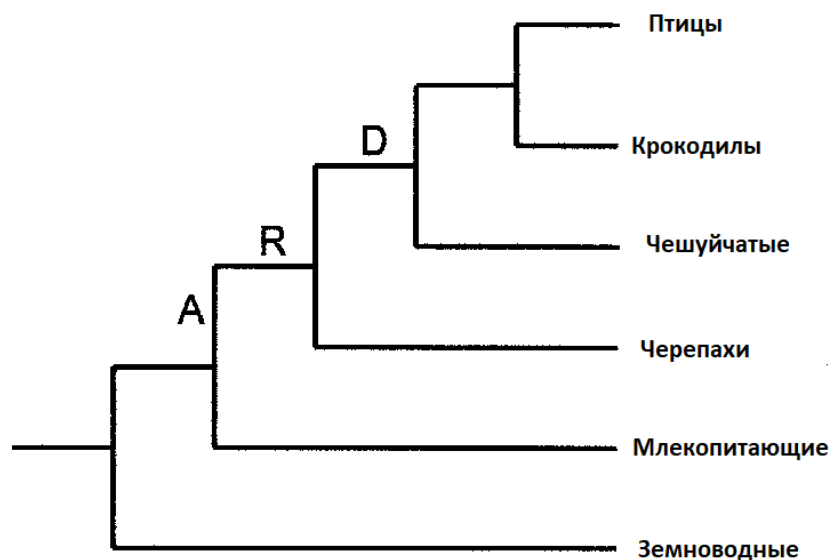 Птицы
D
Крокодилы
R
Чешуйчатые
A
Черепахи
Млекопитающие
Земноводные